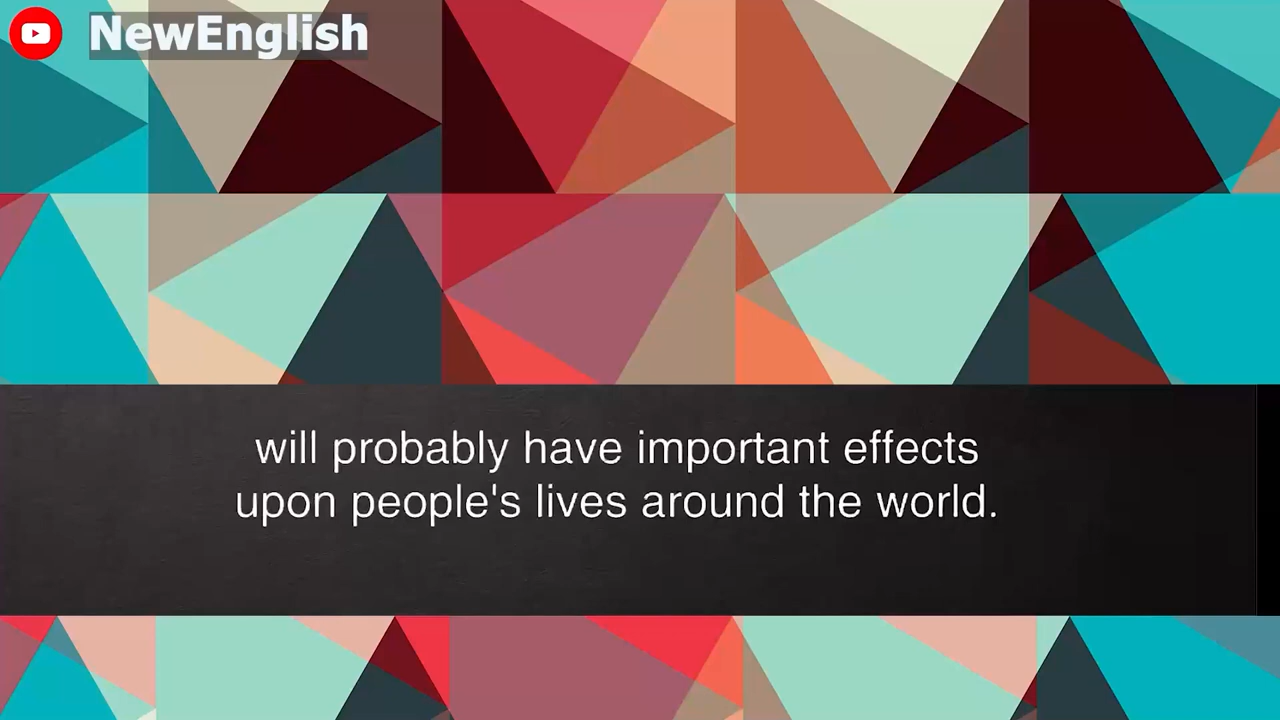 NewEnglish
will probably have important effects
upon people's lives around the world.